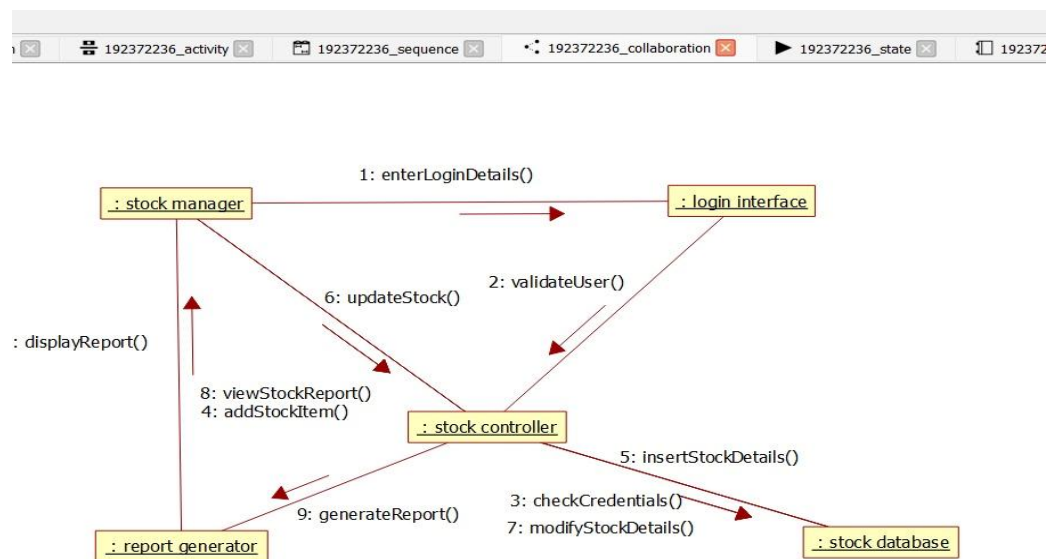 192372236_activity
192372236_sequence
192372236_collaboration
192372236_state
192372
1: enterLoginDetails()
: stock manager
: login interface
2: validateUser()
6: updateStock()
: displayReport()
8: viewStockReport()
4: addStockItem()
: stock controller
5: insertStockDetails()
3: checkCredentials()
9: generateReport()
7: modifyStockDetails()
: report generator
: stock database